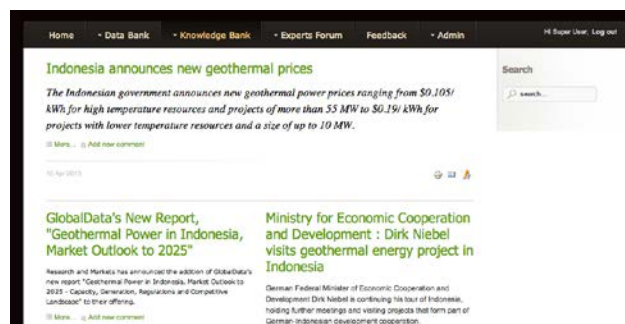 Home
Data Bank
Knowledge Bank
Experts Forum
Feedback
Admin
Hi Super User, Log out
Indonesia announces new geothermal prices
The Indonesian government announces new geothermal power prices ranging from $0.105/
kWh for high temperature resources and projects of more than 55 MW to $0.19/ kWh for
projects with lower temperature resources and a size of up to 10 MW.
More... Add new comment
10 Apr 2013
Search
search...
GlobalData's New Report,
"Geothermal Power in Indonesia,
Market Outlook to 2025"
Research and Markets has announced the addition of GlobalData's
new report "Geothermal Power in Indonesia, Market Outlook to
2025 - Capacity, Generation, Regulations and Competitive
Landscape" to their offering.
More... Add new comment
Ministry for Economic Cooperation
and Development : Dirk Niebel
visits geothermal energy project in
Indonesia
German Federal Minister of Economic Cooperation and
Development Dirk Niebel is continuing his tour of Indonesia,
holding further meetings and visiting projects that form part of
German-Indonesian development cooperation.